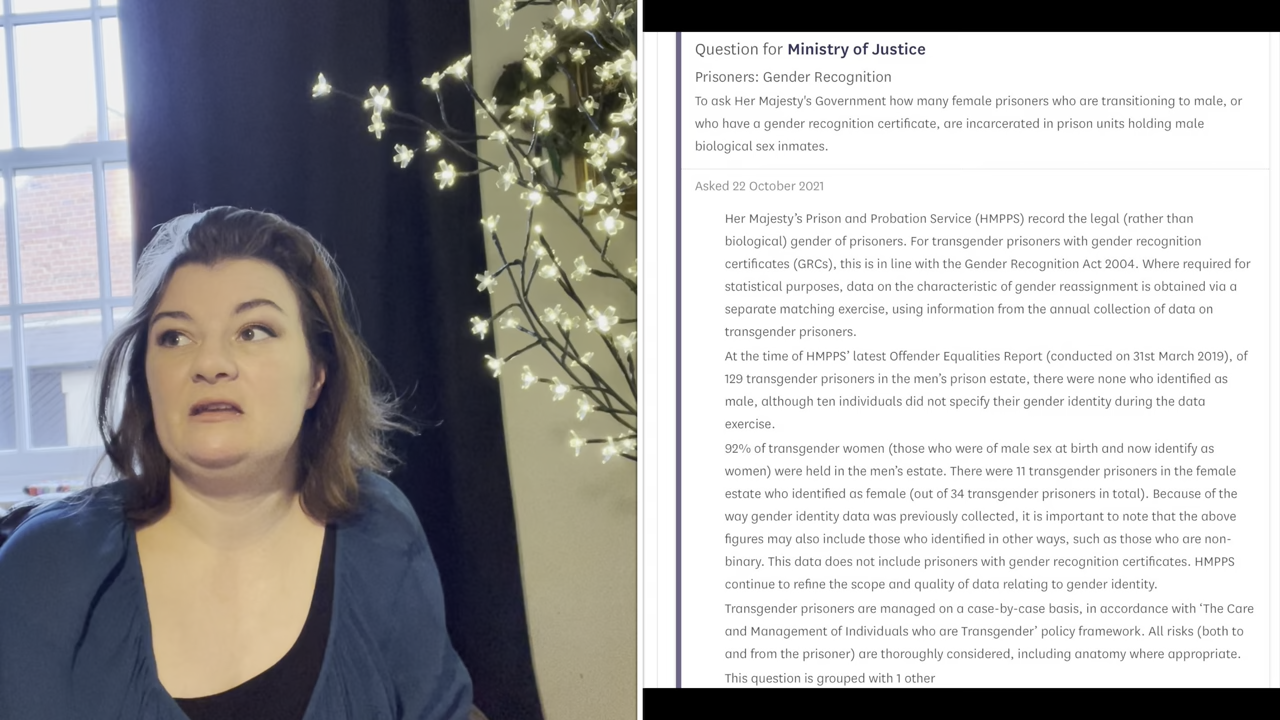 Question for Ministry of Justice
Prisoners: Gender Recognition
To ask Her Majesty's Government how many female prisoners who are transitioning to male, or
who have a gender recognition certificate, are incarcerated in prison units holding male
biological sex inmates.
Asked 22 October 2021
Her Majesty's Prison and Probation Service (HMPPS) record the legal (rather than
biological) gender of prisoners. For transgender prisoners with gender recognition
certificates (GRCs), this is in line with the Gender Recognition Act 2004. Where required for
statistical purposes, data on the characteristic of gender reassignment is obtained via a
separate matching exercise, using information from the annual collection of data on
transgender prisoners.
At the time of HMPPS' latest Offender Equalities Report (conducted on 31st March 2019), of
129 transgender prisoners in the men's prison estate, there were none who identified as
male, although ten individuals did not specify their gender identity during the data
exercise.
92% of transgender women (those who were of male sex at birth and now identify as
women) were held in the men's estate. There were 11 transgender prisoners in the female
estate who identified as female (out of 34 transgender prisoners in total). Because of the
way gender identity data was previously collected, it is important to note that the above
figures may also include those who identified in other ways, such as those who are non-
binary. This data does not include prisoners with gender recognition certificates. HMPPS
continue to refine the scope and quality of data relating to gender identity.
Transgender prisoners are managed on a case-by-case basis, in accordance with 'The Care
and Management of Individuals who are Transgender' policy framework. All risks (both to
and from the prisoner) are thoroughly considered, including anatomy where appropriate.
This question is grouped with 1 other